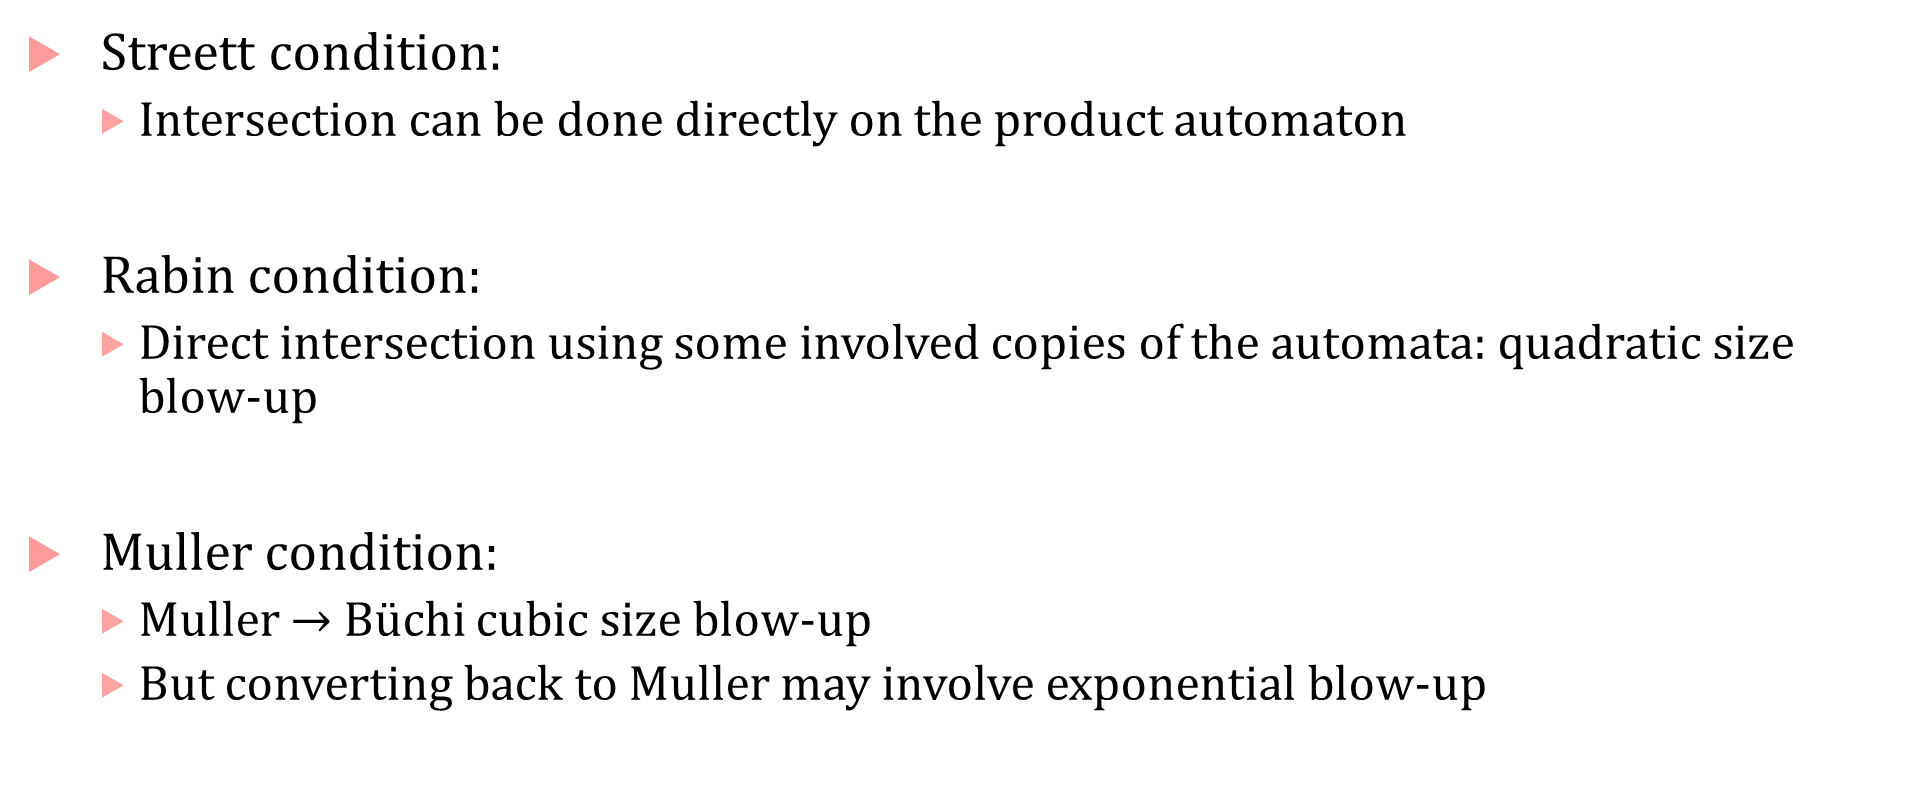 Streett condition:
Intersection can be done directly on the product automaton
Rabin condition:
Direct intersection using some involved copies of the automata: quadratic size
blow-up
Muller condition:
Muller → Büchi cubic size blow-up
But converting back to Muller may involve exponential blow-up